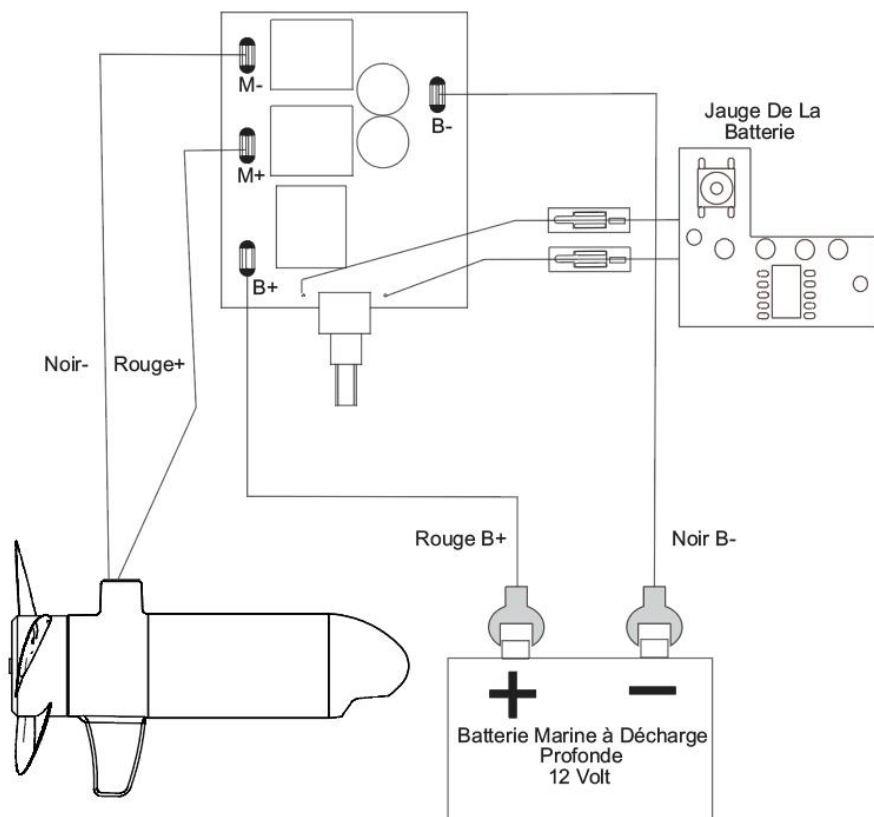 M-
M+
B+
B-
Jauge De La
Batterie
Noir-
Rouge+
Rouge B+
Noir B-
Batterie Marine à Décharge
Profonde
12 Volt